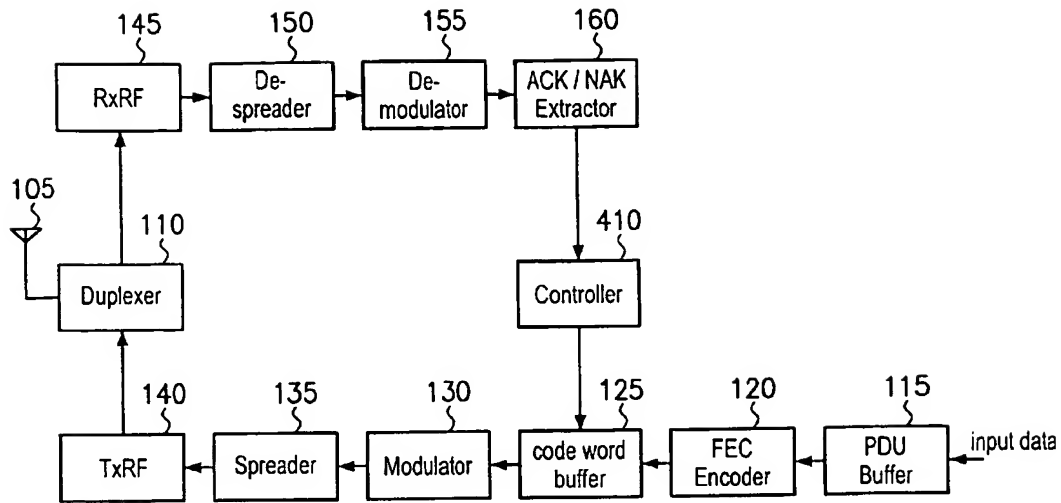 145
150
155
160
RxRF
De-
spreader
De-
modulator
ACK / NAK
Extractor
105
110
410
Duplexer
Controller
140
135
130
125
120
115
TxRF
Spreader
Modulator
code word
buffer
FEC
Encoder
PDU
Buffer
input data